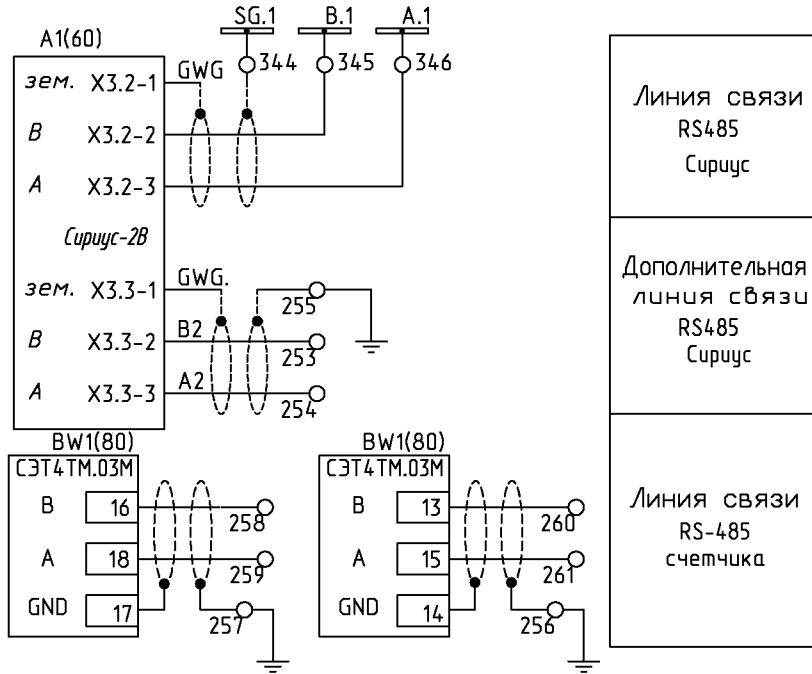 SG.1 B.1 A.1
344 345 346
A1(60)
зем. X3.2-1 GWG
B X3.2-2
A X3.2-3
Сириус-2В
зем. X3.3-1 GWG.
255
B X3.3-2 B2
253
A X3.3-3 A2
254
Линия связи
RS485
Сириус
Дополнительная
линия связи
RS485
Сириус
BW1(80)
СЭТ4ТМ.03М
B 16 258
A 18 259
GND 17 257
BW1(80)
СЭТ4ТМ.03М
B 13 260
A 15 261
GND 14 256
Линия связи
RS-485
счетчика